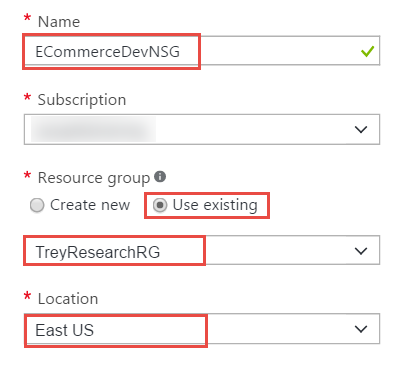 * Name
ECommerceDevNSG
* Subscription
* Resource group
Create new
Use existing
TreyResearchRG
* Location
East US